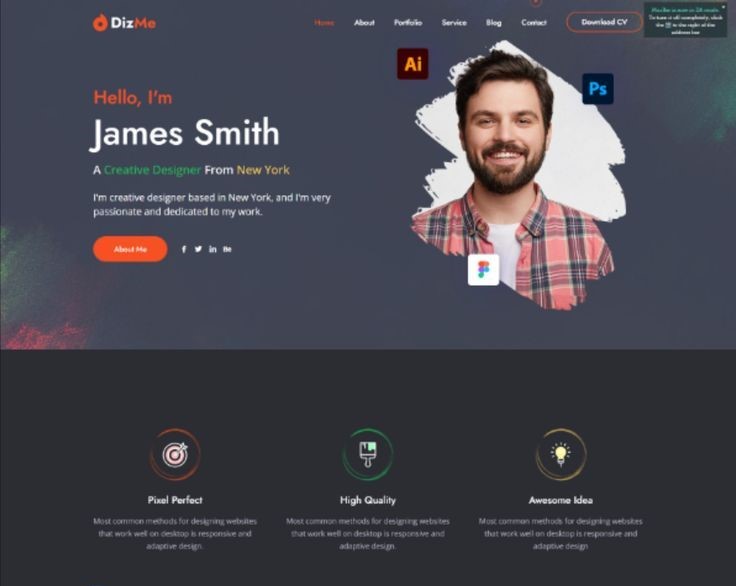 DizMe
Home About Portfolio Service Blog Contact Download CV
Hello, I'm
James Smith
A Creative Designer From New York
I'm creative designer based in New York, and I'm very
passionate and dedicated to my work.
About Me
f in Bē
Ai
Ps
Pixel Perfect
Most common methods for designing websites
that work well on desktop is responsive and
adaptive design.
High Quality
Most common methods for designing websites
that work well on desktop is responsive and
adaptive design.
Awesome Idea
Most common methods for designing websites
that work well on desktop is responsive and
adaptive design